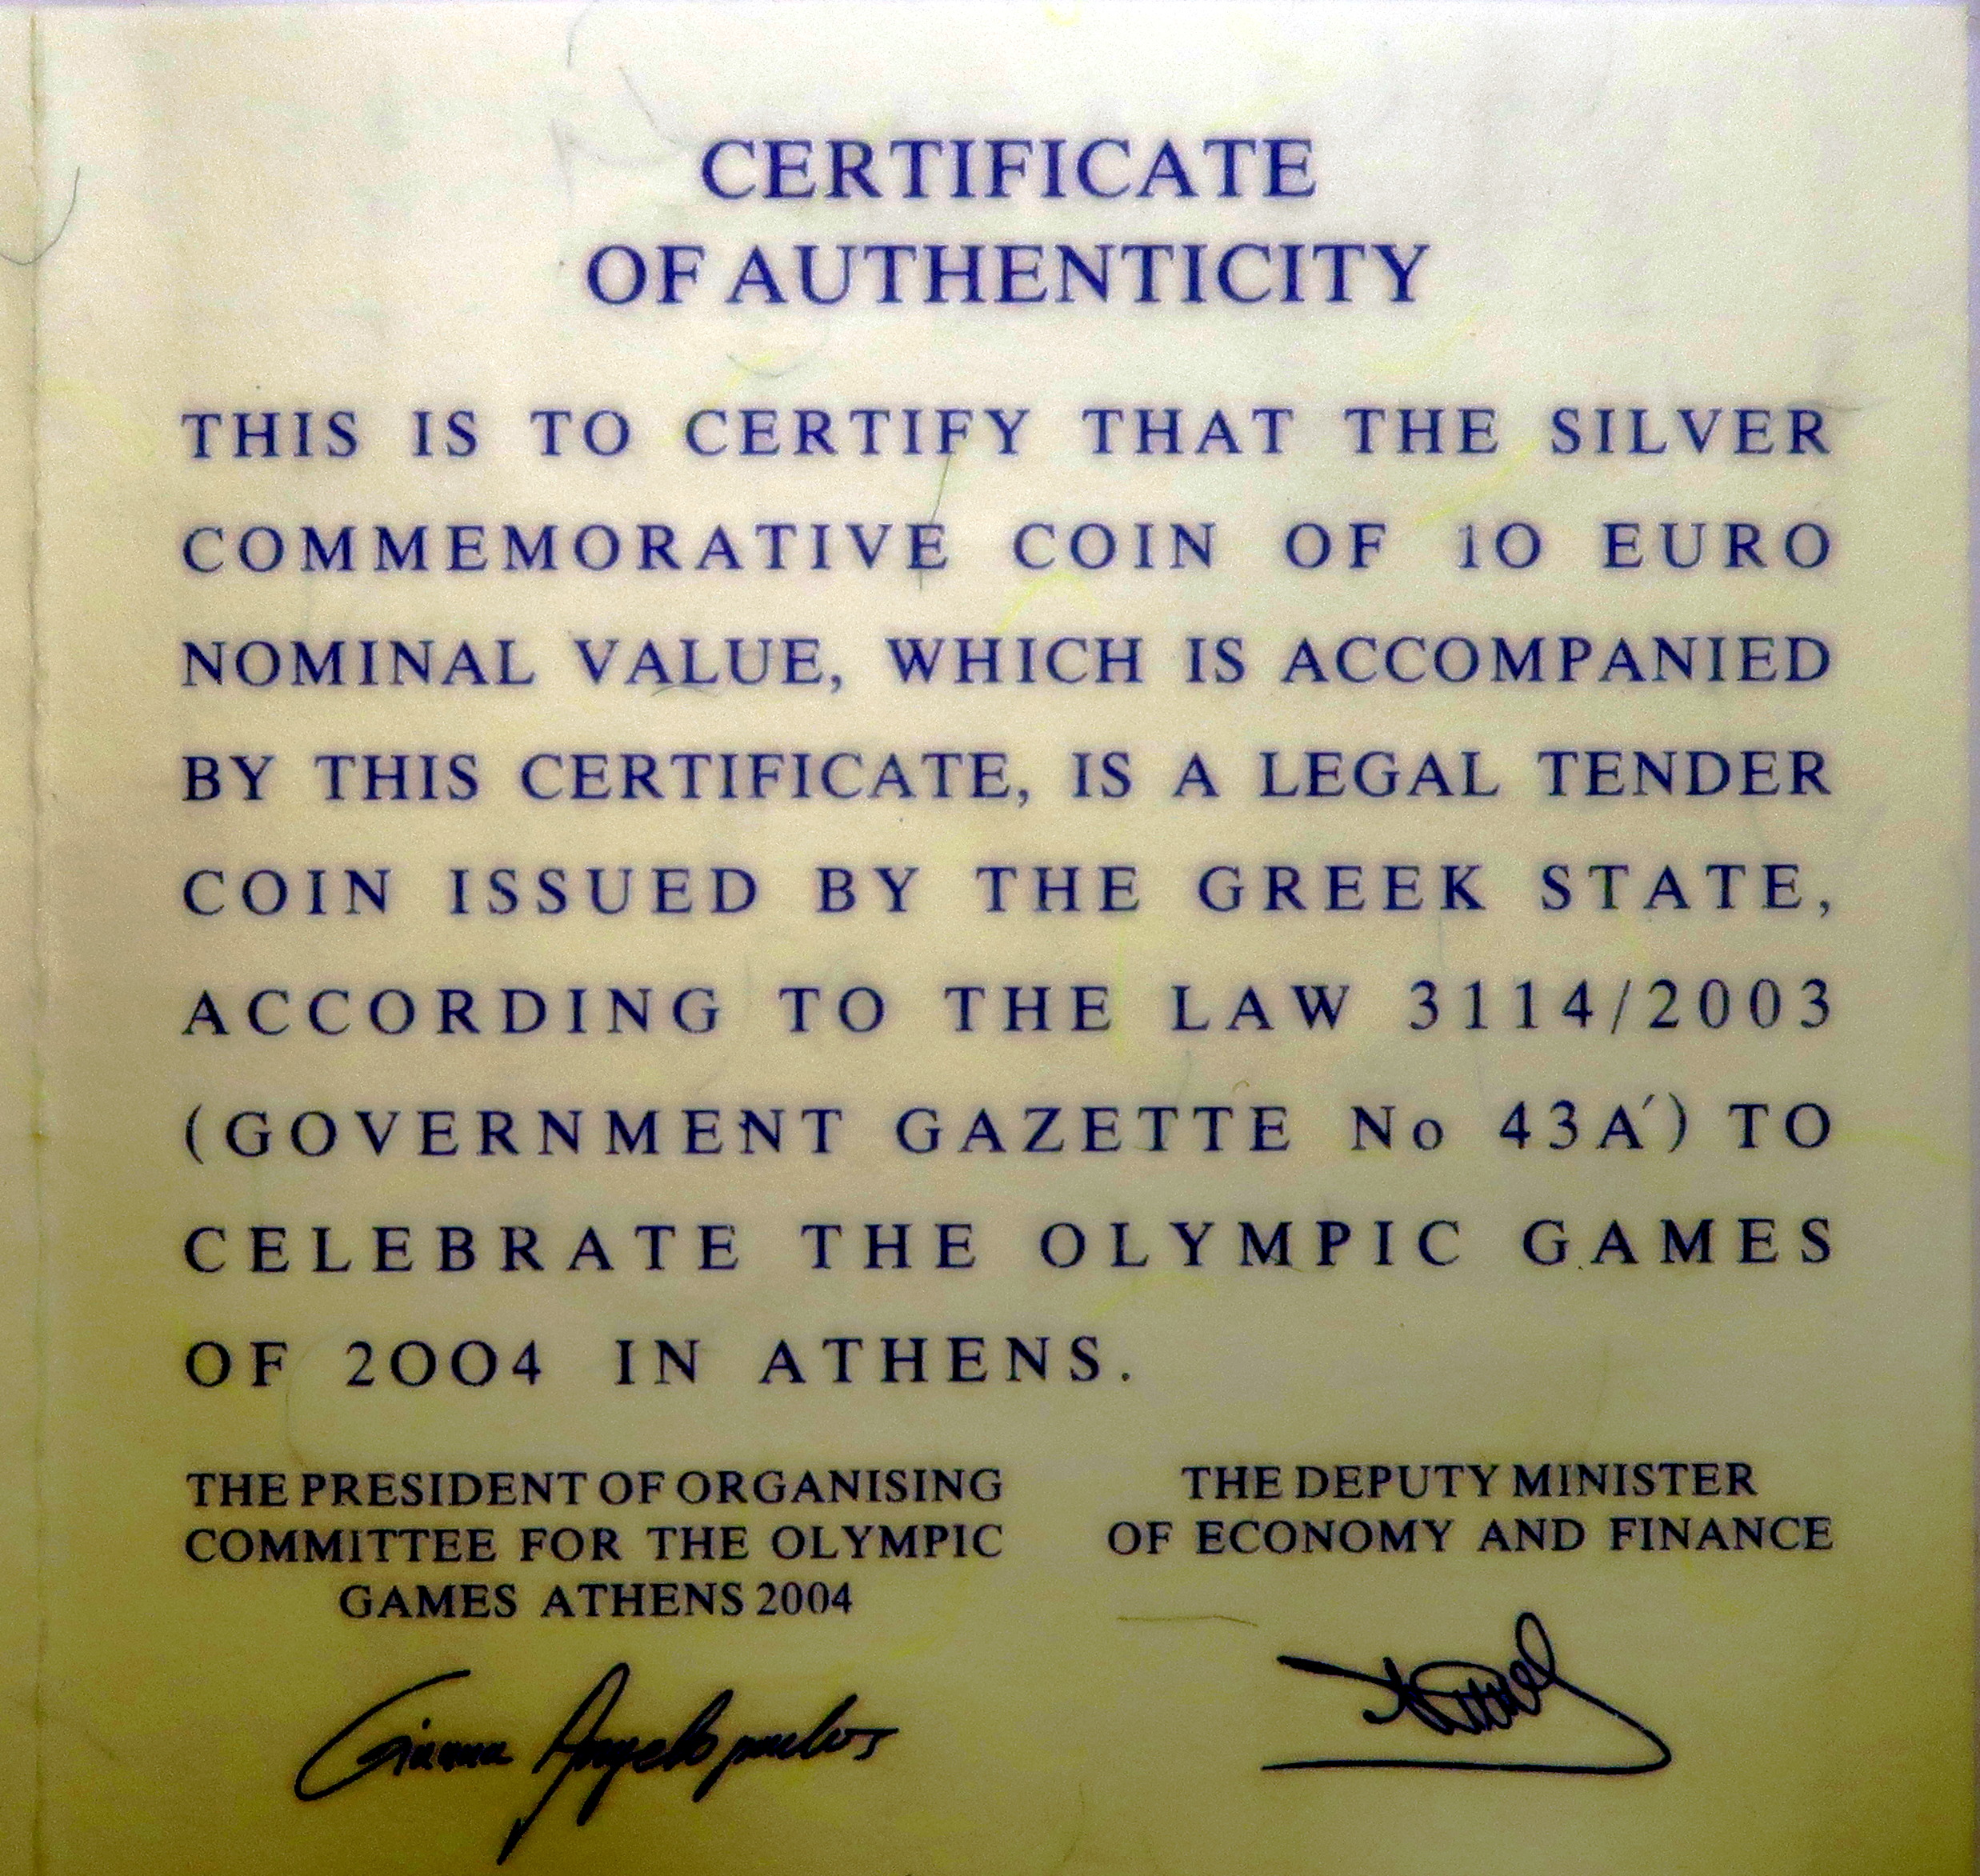 CERTIFICATE
OF AUTHENTICITY
THIS IS TO CERTIFY THAT THE SILVER
COMMEMORATIVE COIN OF 10 EURO
NOMINAL VALUE, WHICH IS ACCOMPANIED
BY THIS CERTIFICATE, IS A LEGAL TENDER
COIN ISSUED BY THE GREEK STATE,
ACCORDING TO THE LAW 3114/2003
(GOVERNMENT GAZETTE No 43A΄) TO
CELEBRATE THE OLYMPIC GAMES
OF 2004 IN ATHENS.
THE PRESIDENT OF ORGANISING
COMMITTEE FOR THE OLYMPIC
GAMES ATHENS 2004
Gianna Angelopoulos
THE DEPUTY MINISTER
OF ECONOMY AND FINANCE